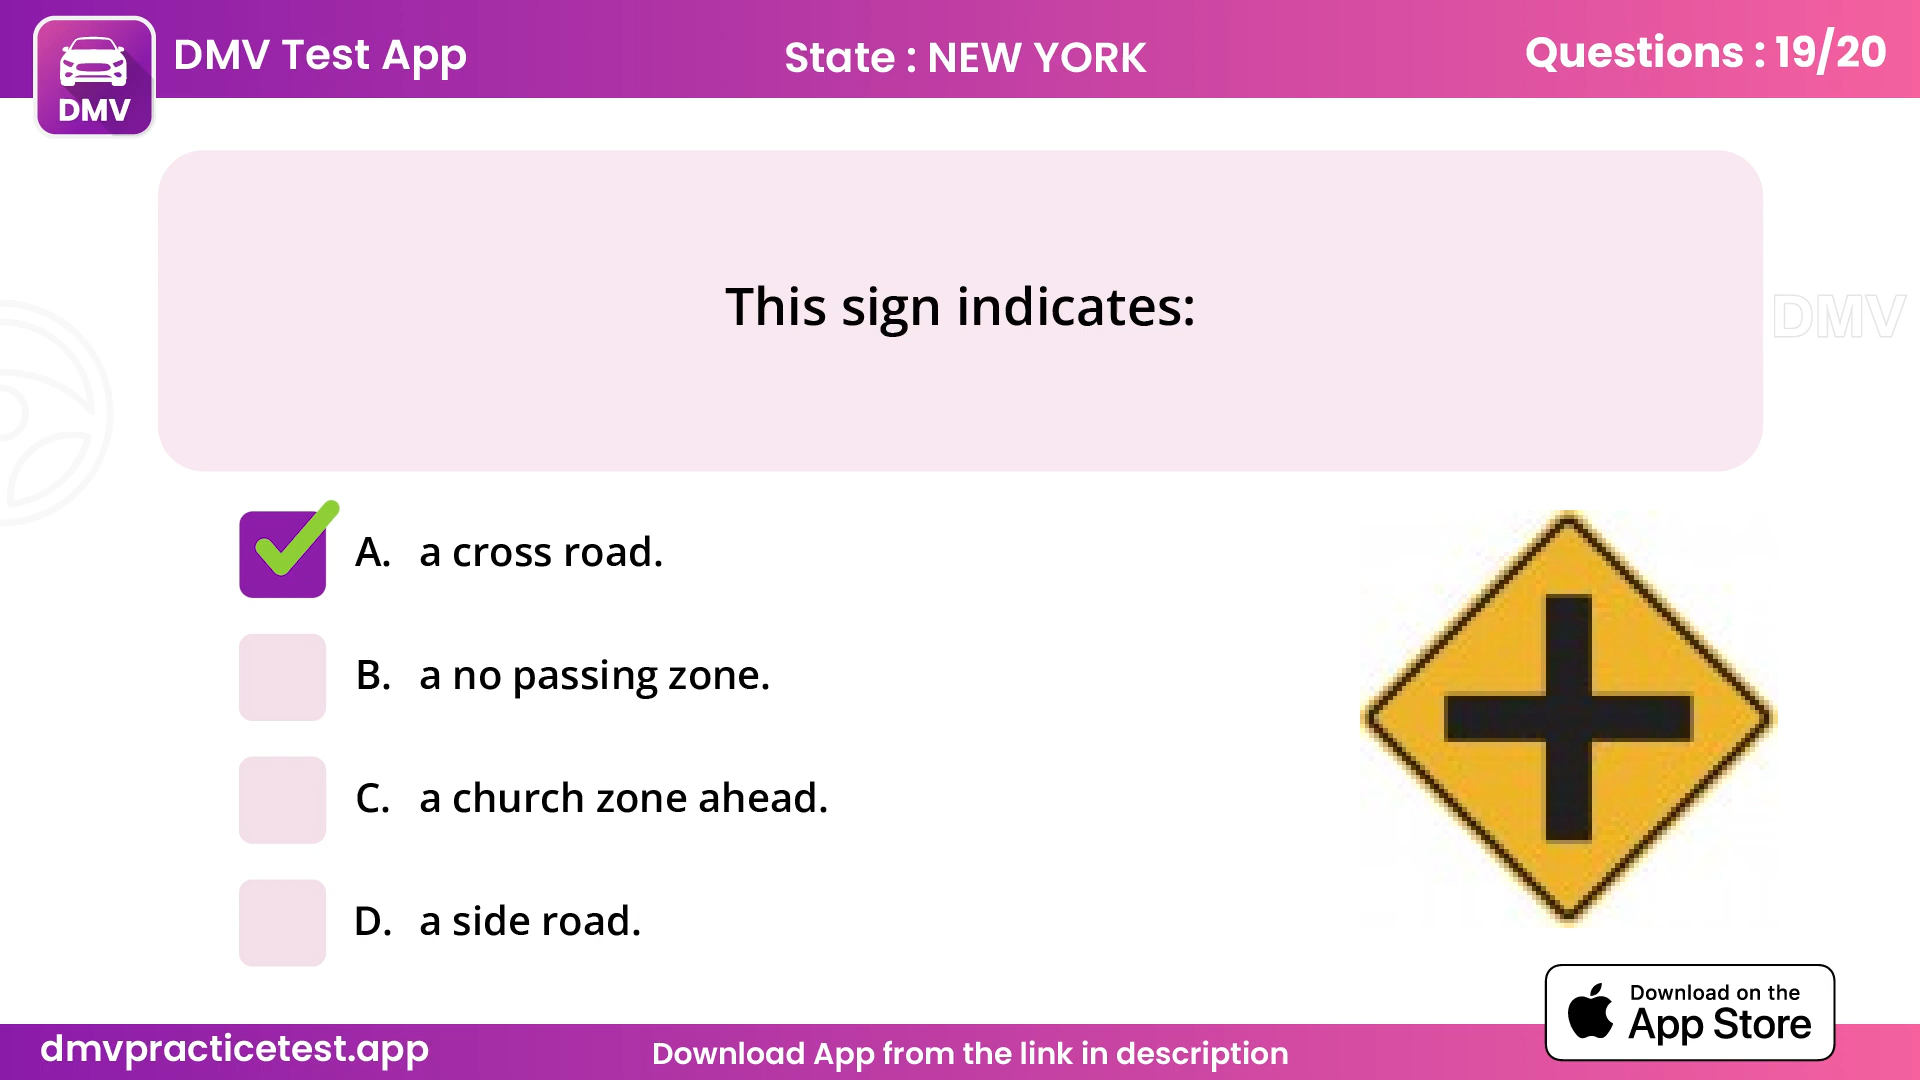 DMV
DMV Test App
State : NEW YORK
Questions : 19/20
This sign indicates:
DMV
A. a cross road.
B. a no passing zone.
C. a church zone ahead.
D. a side road.
Download on the
App Store
dmvpracticetest.app
Download App from the link in description